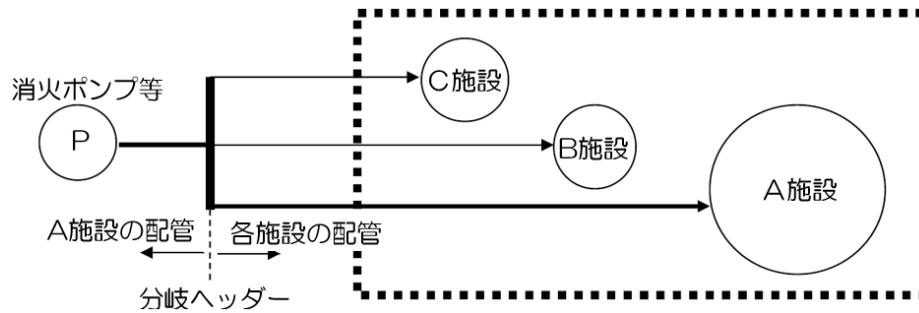 C施設
消火ポンプ等
P
B施設
A施設
A施設の配管
各施設の配管
分岐ヘッダー